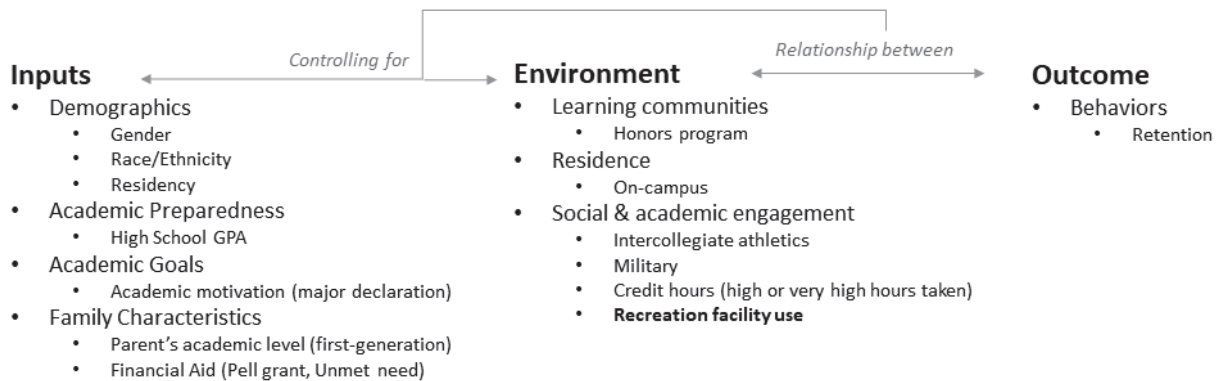 Controlling for
Relationship between
Inputs
• Demographics
• Gender
• Race/Ethnicity
• Residency
• Academic Preparedness
• High School GPA
• Academic Goals
• Academic motivation (major declaration)
• Family Characteristics
• Parent's academic level (first-generation)
• Financial Aid (Pell grant, Unmet need)
Environment
• Learning communities
• Honors program
• Residence
• On-campus
• Social & academic engagement
• Intercollegiate athletics
• Military
• Credit hours (high or very high hours taken)
• Recreation facility use
Outcome
• Behaviors
• Retention